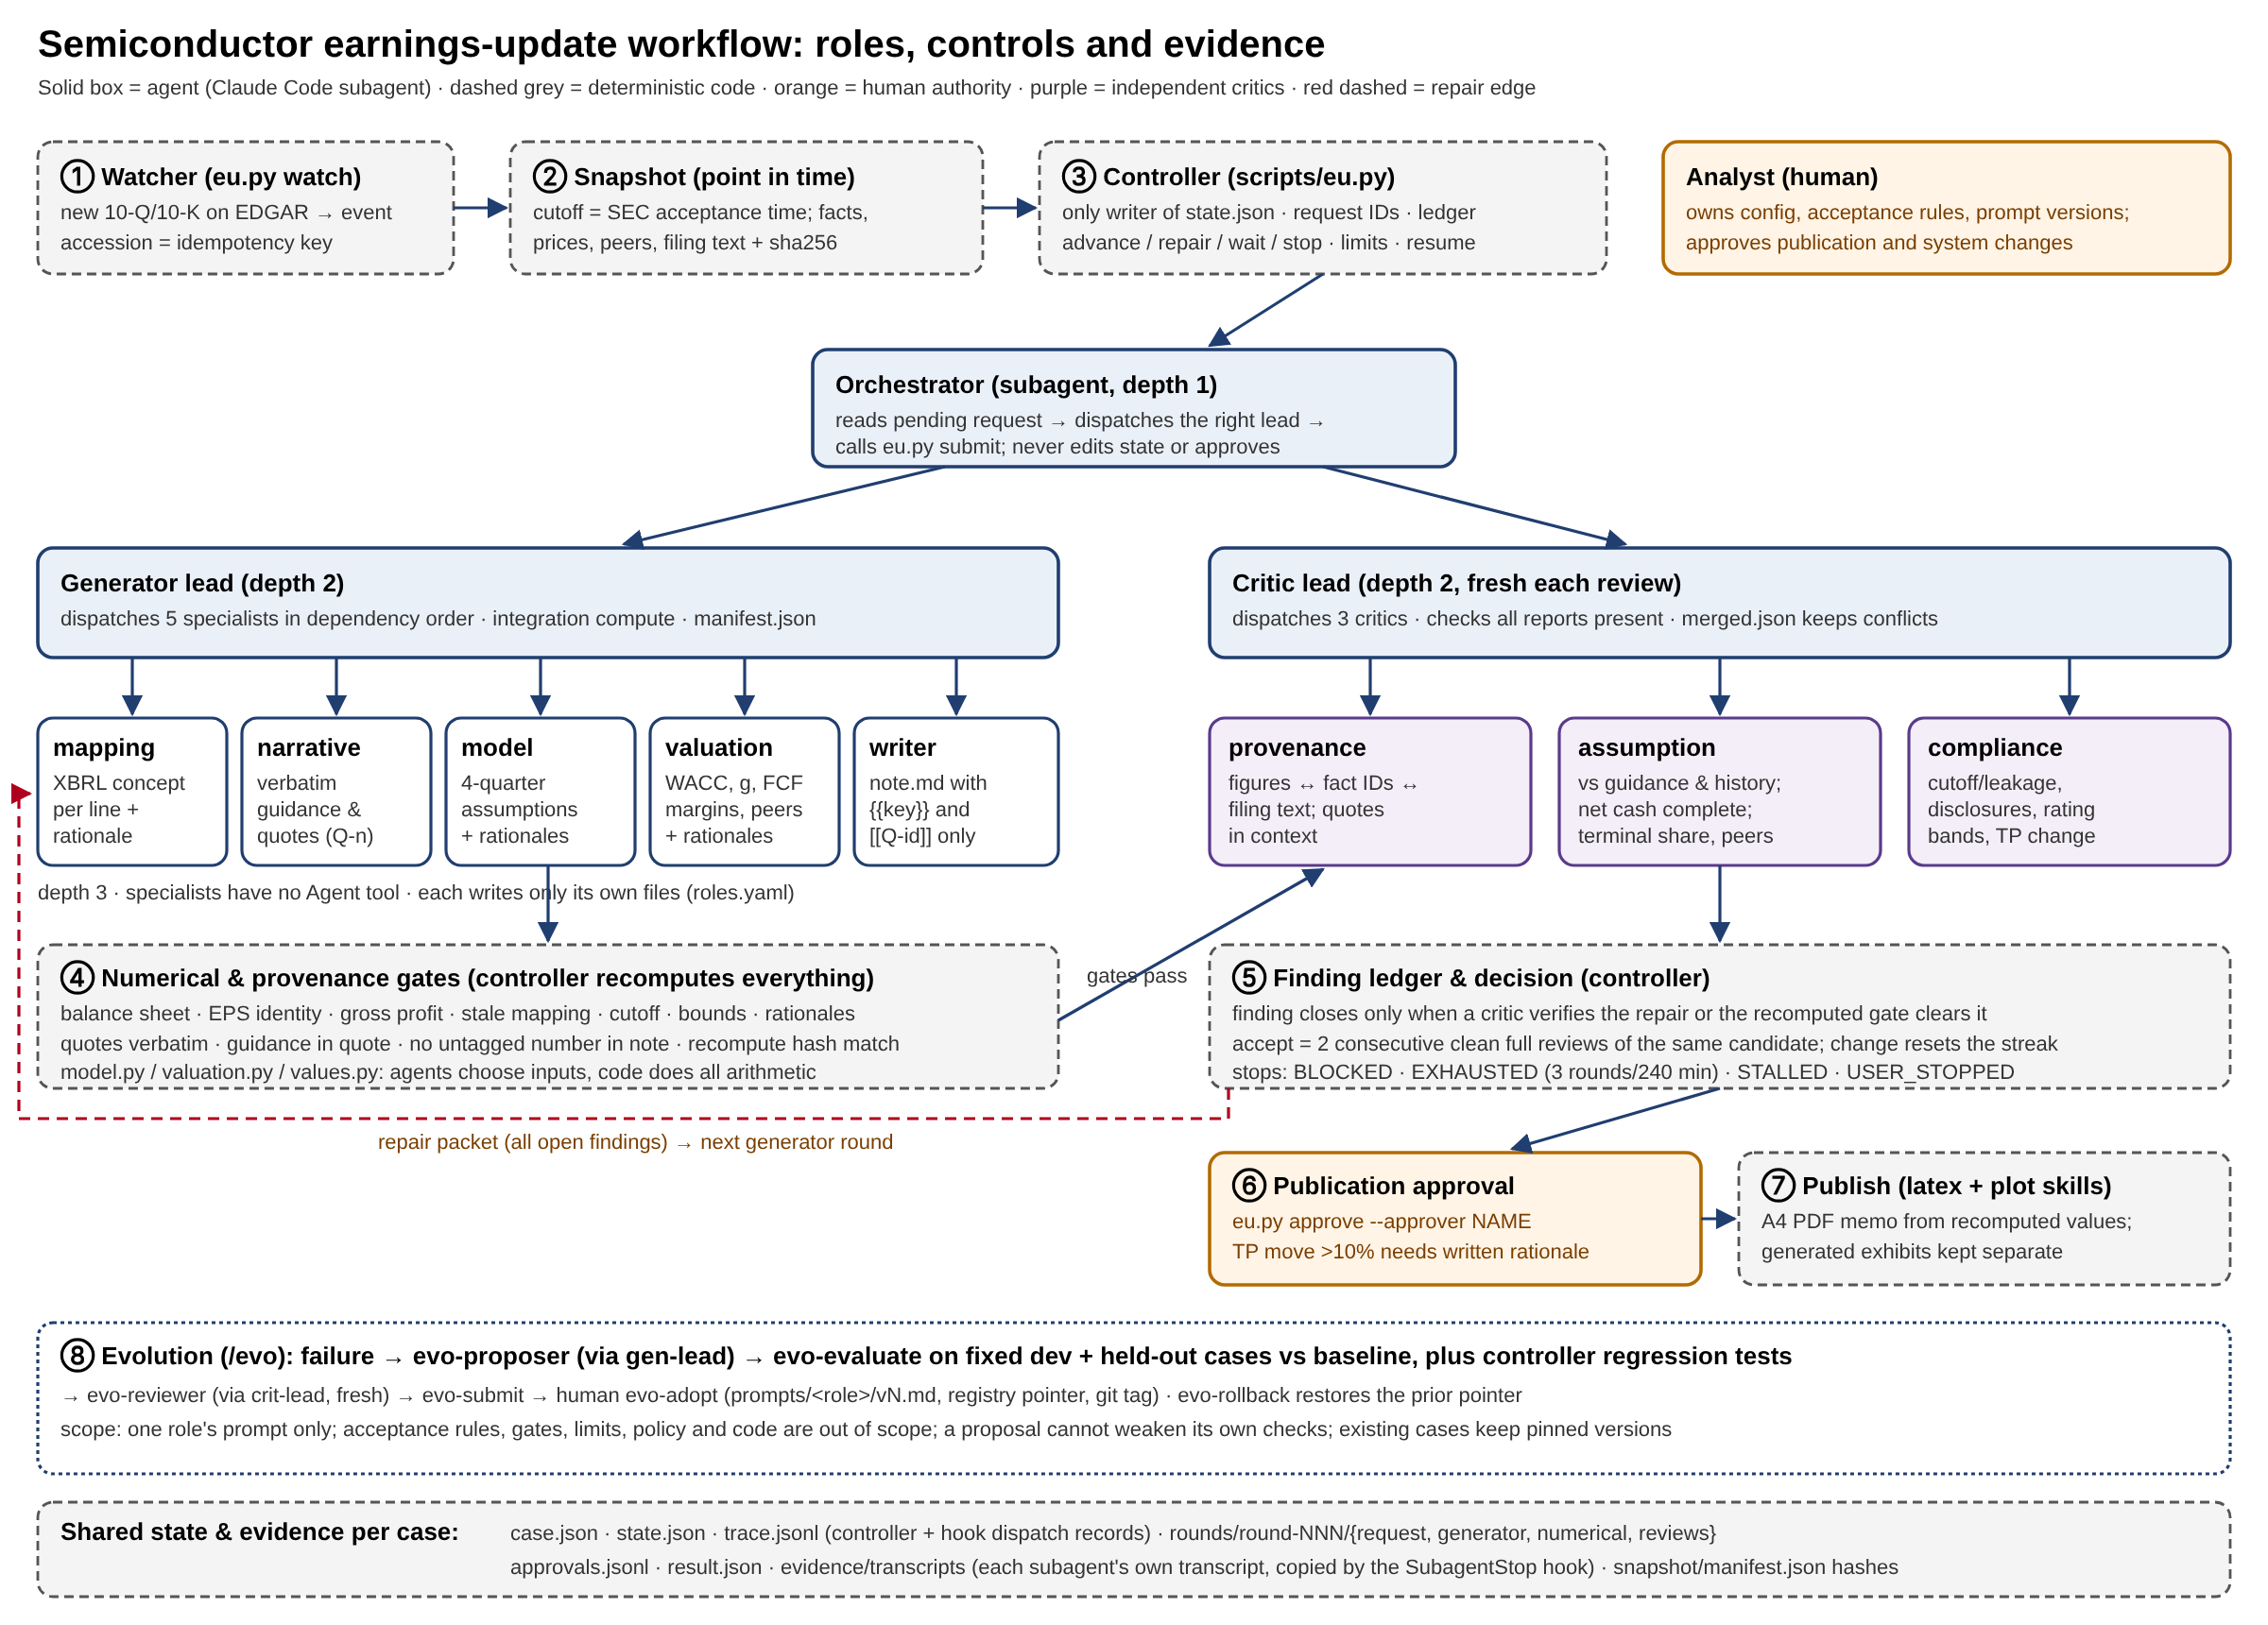 Semiconductor earnings-update workflow: roles, controls and evidence
Solid box = agent (Claude Code subagent) · dashed grey = deterministic code · orange = human authority · purple = independent critics · red dashed = repair edge
① Watcher (eu.py watch)
new 10-Q/10-K on EDGAR → event
accession = idempotency key
② Snapshot (point in time)
cutoff = SEC acceptance time; facts,
prices, peers, filing text + sha256
③ Controller (scripts/eu.py)
only writer of state.json · request IDs · ledger
advance / repair / wait / stop · limits · resume
Analyst (human)
owns config, acceptance rules, prompt versions;
approves publication and system changes
Orchestrator (subagent, depth 1)
reads pending request → dispatches the right lead →
calls eu.py submit; never edits state or approves
Generator lead (depth 2)
dispatches 5 specialists in dependency order · integration compute · manifest.json
Critic lead (depth 2, fresh each review)
dispatches 3 critics · checks all reports present · merged.json keeps conflicts
mapping
XBRL concept
per line +
rationale
narrative
verbatim
guidance &
quotes (Q-n)
model
4-quarter
assumptions
+ rationales
valuation
WACC, g, FCF
margins, peers
+ rationales
writer
note.md with
{{key}} and
[[Q-id]] only
provenance
figures ↔ fact IDs ↔
filing text; quotes
in context
assumption
vs guidance & history;
net cash complete;
terminal share, peers
compliance
cutoff/leakage,
disclosures, rating
bands, TP change
depth 3 · specialists have no Agent tool · each writes only its own files (roles.yaml)
④ Numerical & provenance gates (controller recomputes everything)
balance sheet · EPS identity · gross profit · stale mapping · cutoff · bounds · rationales
quotes verbatim · guidance in quote · no untagged number in note · recompute hash match
model.py / valuation.py / values.py: agents choose inputs, code does all arithmetic
gates pass
⑤ Finding ledger & decision (controller)
finding closes only when a critic verifies the repair or the recomputed gate clears it
accept = 2 consecutive clean full reviews of the same candidate; change resets the streak
stops: BLOCKED · EXHAUSTED (3 rounds/240 min) · STALLED · USER_STOPPED
repair packet (all open findings) → next generator round
⑥ Publication approval
eu.py approve --approver NAME
TP move >10% needs written rationale
⑦ Publish (latex + plot skills)
A4 PDF memo from recomputed values;
generated exhibits kept separate
⑧ Evolution (/evo): failure → evo-proposer (via gen-lead) → evo-evaluate on fixed dev + held-out cases vs baseline, plus controller regression tests
→ evo-reviewer (via crit-lead, fresh) → evo-submit → human evo-adopt (prompts/<role>/vN.md, registry pointer, git tag) · evo-rollback restores the prior pointer
scope: one role's prompt only; acceptance rules, gates, limits, policy and code are out of scope; a proposal cannot weaken its own checks; existing cases keep pinned versions
Shared state & evidence per case:
case.json · state.json · trace.jsonl (controller + hook dispatch records) · rounds/round-NNN/{request, generator, numerical, reviews}
approvals.jsonl · result.json · evidence/transcripts (each subagent's own transcript, copied by the SubagentStop hook) · snapshot/manifest.json hashes